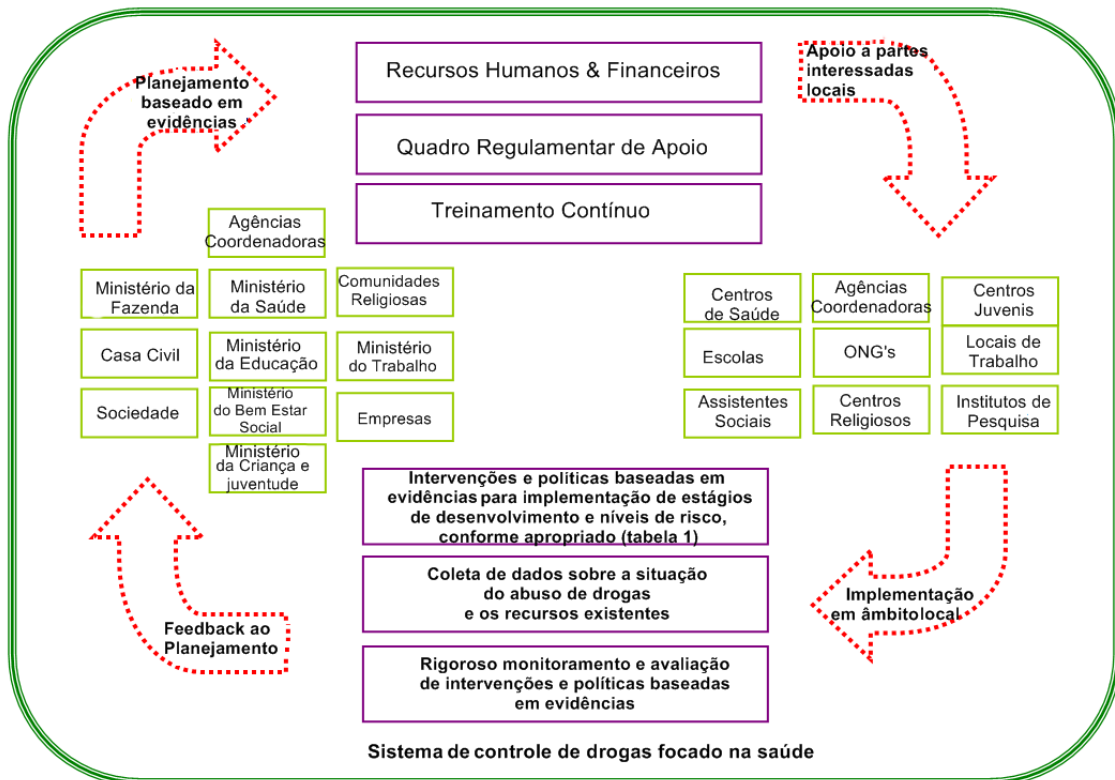 Planejamento
baseado em
evidências
Recursos Humanos & Financeiros
Quadro Regulamentar de Apoio
Treinamento Contínuo
Apoio a partes
interessadas
locais
Agências
Coordenadoras
Ministério da
Fazenda
Ministério
da Saúde
Comunidades
Religiosas
Casa Civil
Ministério
da Educação
Ministério
do Trabalho
Sociedade
Ministério
do Bem Estar
Social
Empresas
Ministério
da Criança e
juventude
Centros
de Saúde
Agências
Coordenadoras
Centros
Juvenis
Escolas
ONG's
Locais de
Trabalho
Assistentes
Sociais
Centros
Religiosos
Institutos de
Pesquisa
Intervenções e políticas baseadas em
evidências para implementação de estágios
de desenvolvimento e níveis de risco,
conforme apropriado (tabela 1)
Coleta de dados sobre a situação
do abuso de drogas
e os recursos existentes
Rigoroso monitoramento e avaliação
de intervenções e políticas baseadas
em evidências
Implementação
em âmbitolocal
Feedback ao
Planejamento
Sistema de controle de drogas focado na saúde